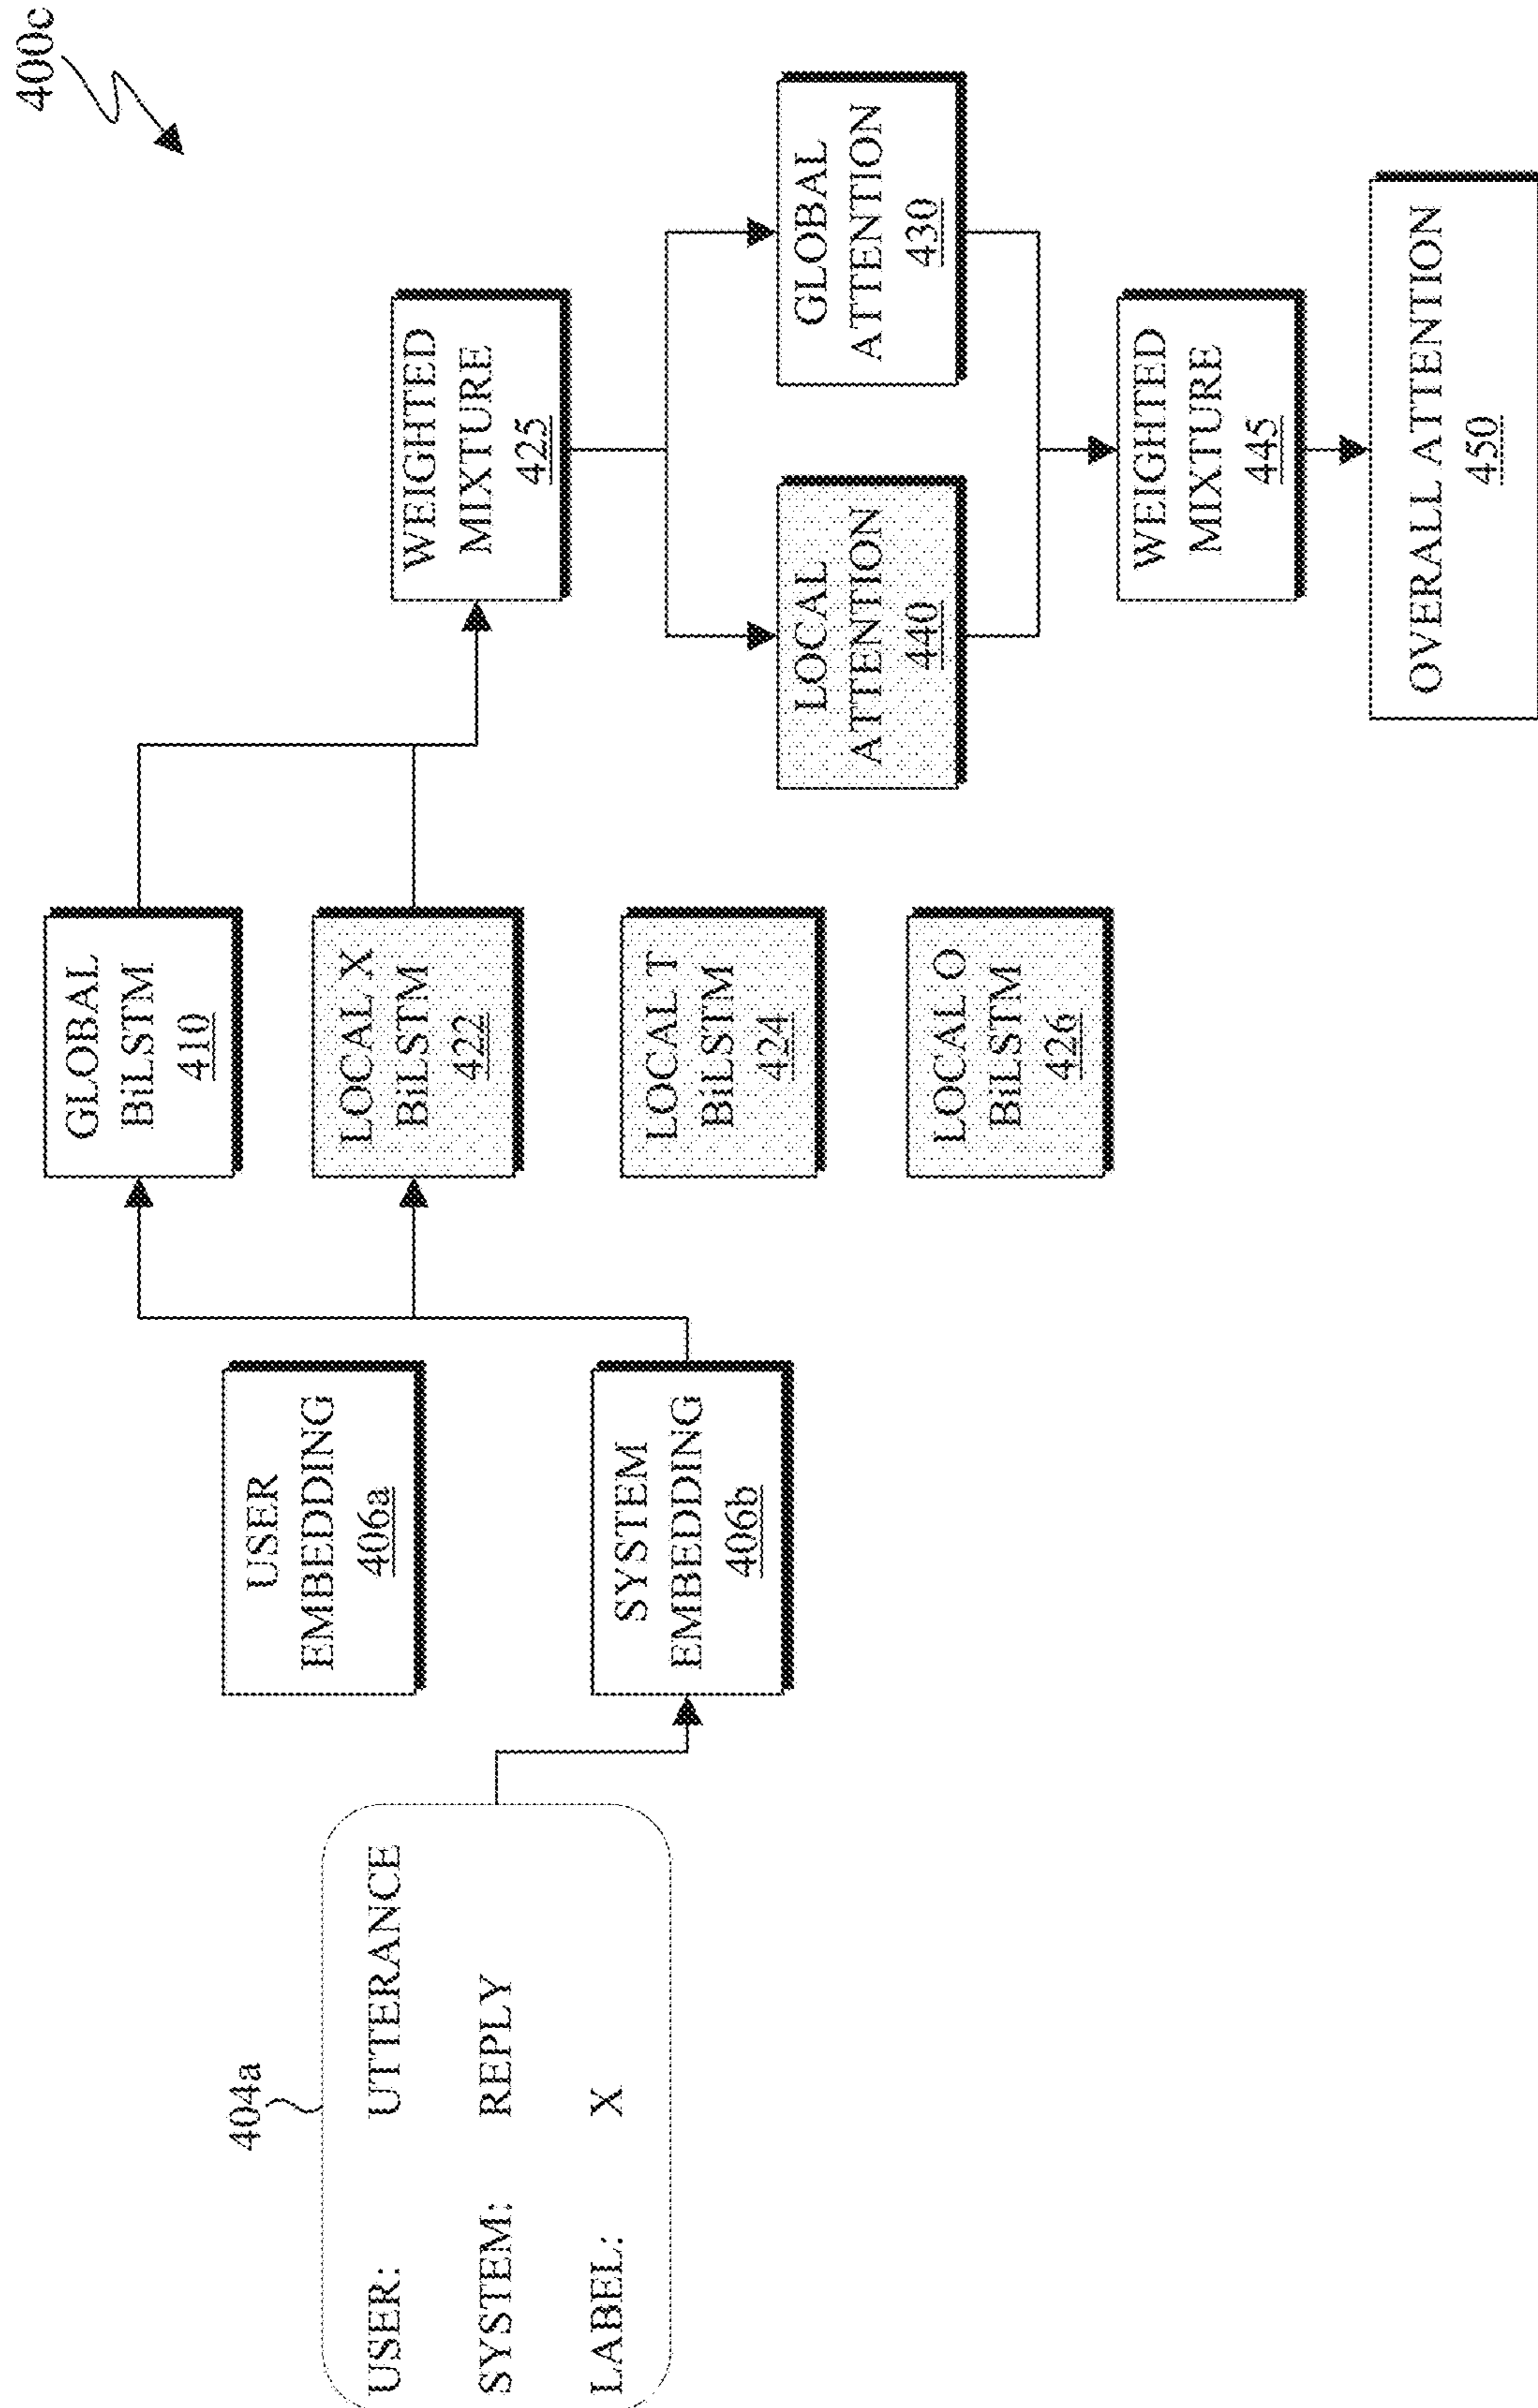 400c
404a
USER: UTTERANCE
SYSTEM: REPLY
LABEL: X
USER
EMBEDDING
406a
SYSTEM
EMBEDDING
406b
GLOBAL
BiLSTM
410
LOCAL X
BiLSTM
422
LOCAL T
BiLSTM
424
LOCAL O
BiLSTM
426
WEIGHTED
MIXTURE
425
LOCAL
ATTENTION
440
GLOBAL
ATTENTION
430
WEIGHTED
MIXTURE
445
OVERALL ATTENTION
450